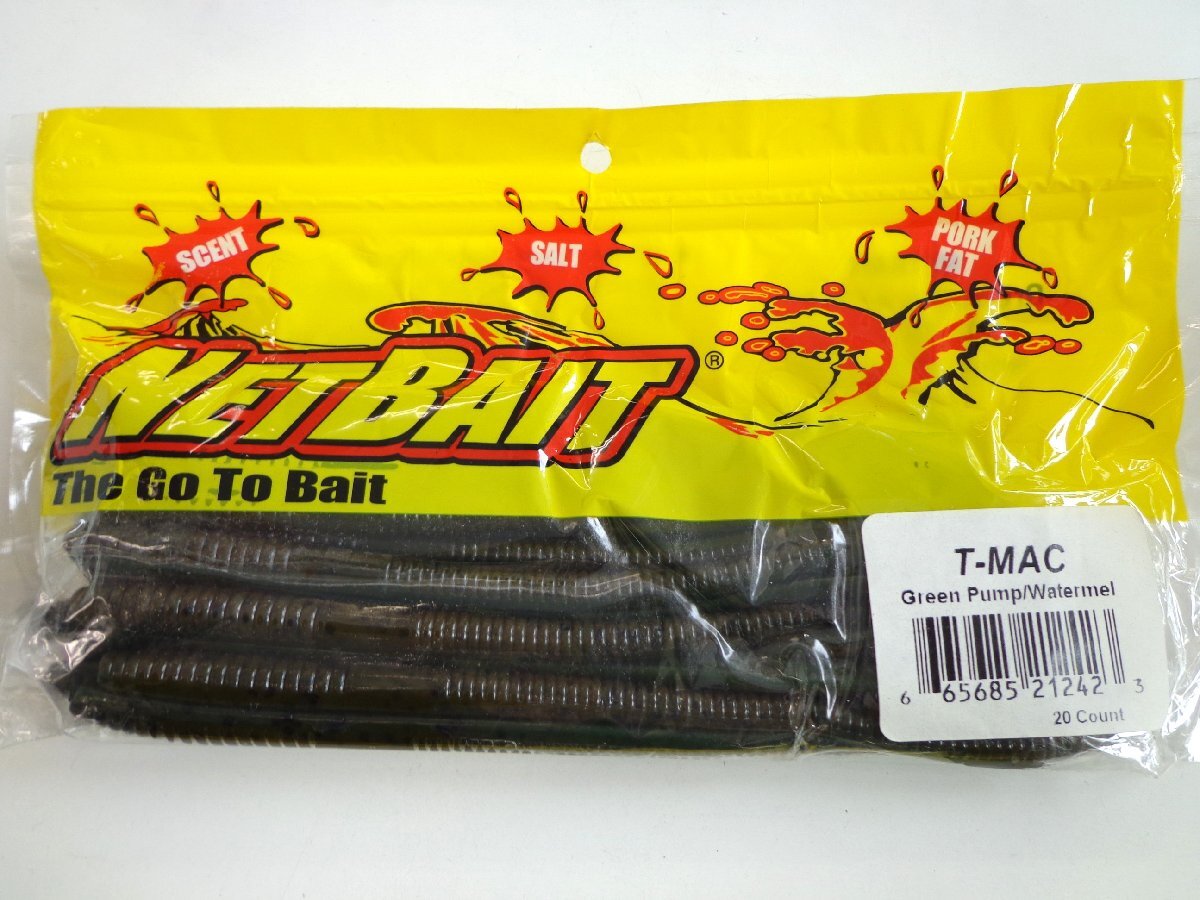 SCENT
SALT
PORK
FAT
NETBAIT®
The Go To Bait
T-MAC
Green Pump/Watermel
6 65685 21242 3
20 Count